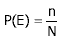 P(E) = n/N